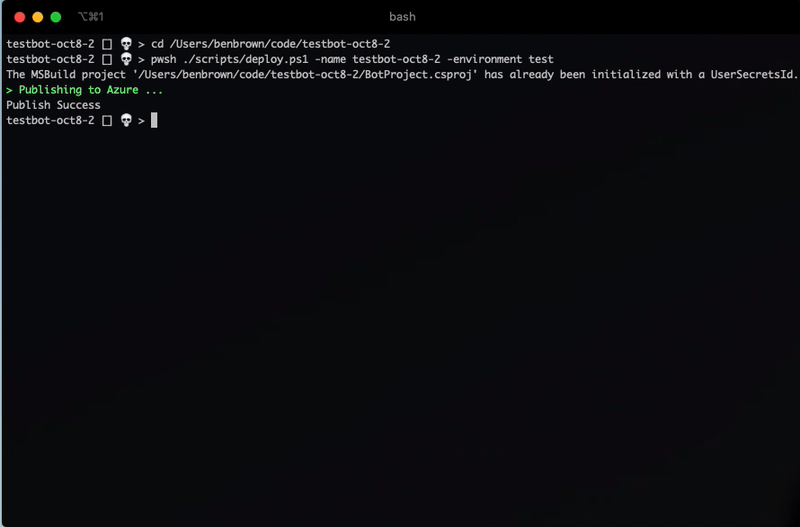 ⌥⌘1
bash
testbot-oct8-2 □ 💀 > cd /Users/benbrown/code/testbot-oct8-2
testbot-oct8-2 □ 💀 > pwsh ./scripts/deploy.ps1 -name testbot-oct8-2 -environment test
The MSBuild project '/Users/benbrown/code/testbot-oct8-2/BotProject.csproj' has already been initialized with a UserSecretsId.
> Publishing to Azure ...
Publish Success
testbot-oct8-2 □ 💀 >